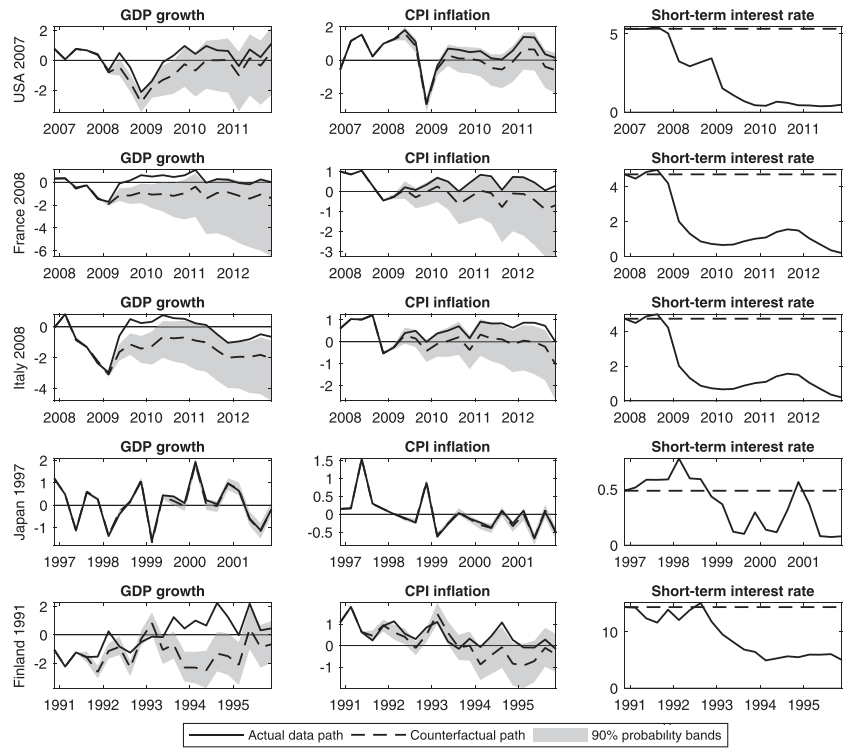 GDP growth CPI inflation Short-term interest rate
USA 2007
2
0
-2
2007 2008 2009 2010 2011
2
0
-2
2007 2008 2009 2010 2011
5
0
2007 2008 2009 2010 2011
GDP growth CPI inflation Short-term interest rate
France 2008
0
-2
-4
-6
2008 2009 2010 2011 2012
1
0
-1
-2
-3
2008 2009 2010 2011 2012
4
2
0
2008 2009 2010 2011 2012
GDP growth CPI inflation Short-term interest rate
Italy 2008
0
-2
-4
2008 2009 2010 2011 2012
1
0
-1
-2
2008 2009 2010 2011 2012
4
2
0
2008 2009 2010 2011 2012
GDP growth CPI inflation Short-term interest rate
Japan 1997
2
1
0
-1
1997 1998 1999 2000 2001
1.5
1
0.5
0
-0.5
1997 1998 1999 2000 2001
0.5
0
1997 1998 1999 2000 2001
GDP growth CPI inflation Short-term interest rate
Finland 1991
2
0
-2
1991 1992 1993 1994 1995
1
0
-1
1991 1992 1993 1994 1995
10
0
1991 1992 1993 1994 1995
Actual data path Counterfactual path 90% probability bands